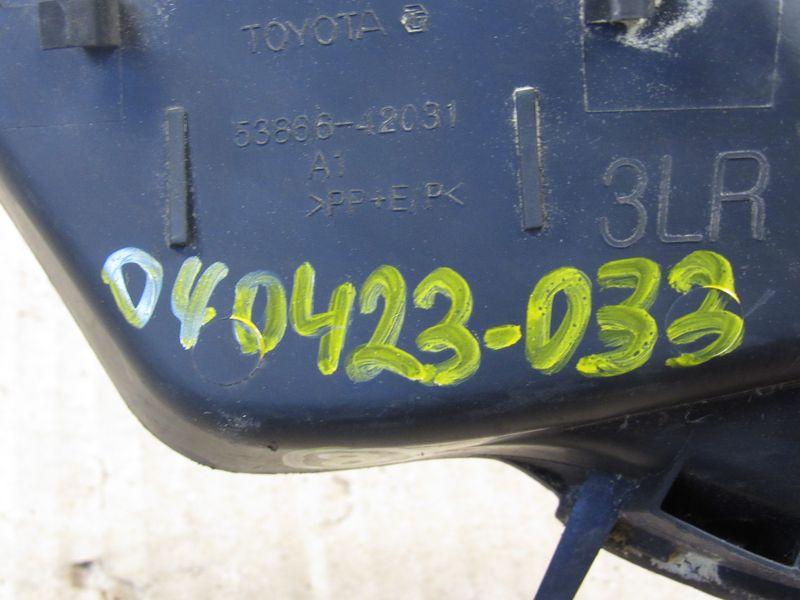 TOYOTA
53866-42031
A1
>PP+E/P<
3LR
040423-033